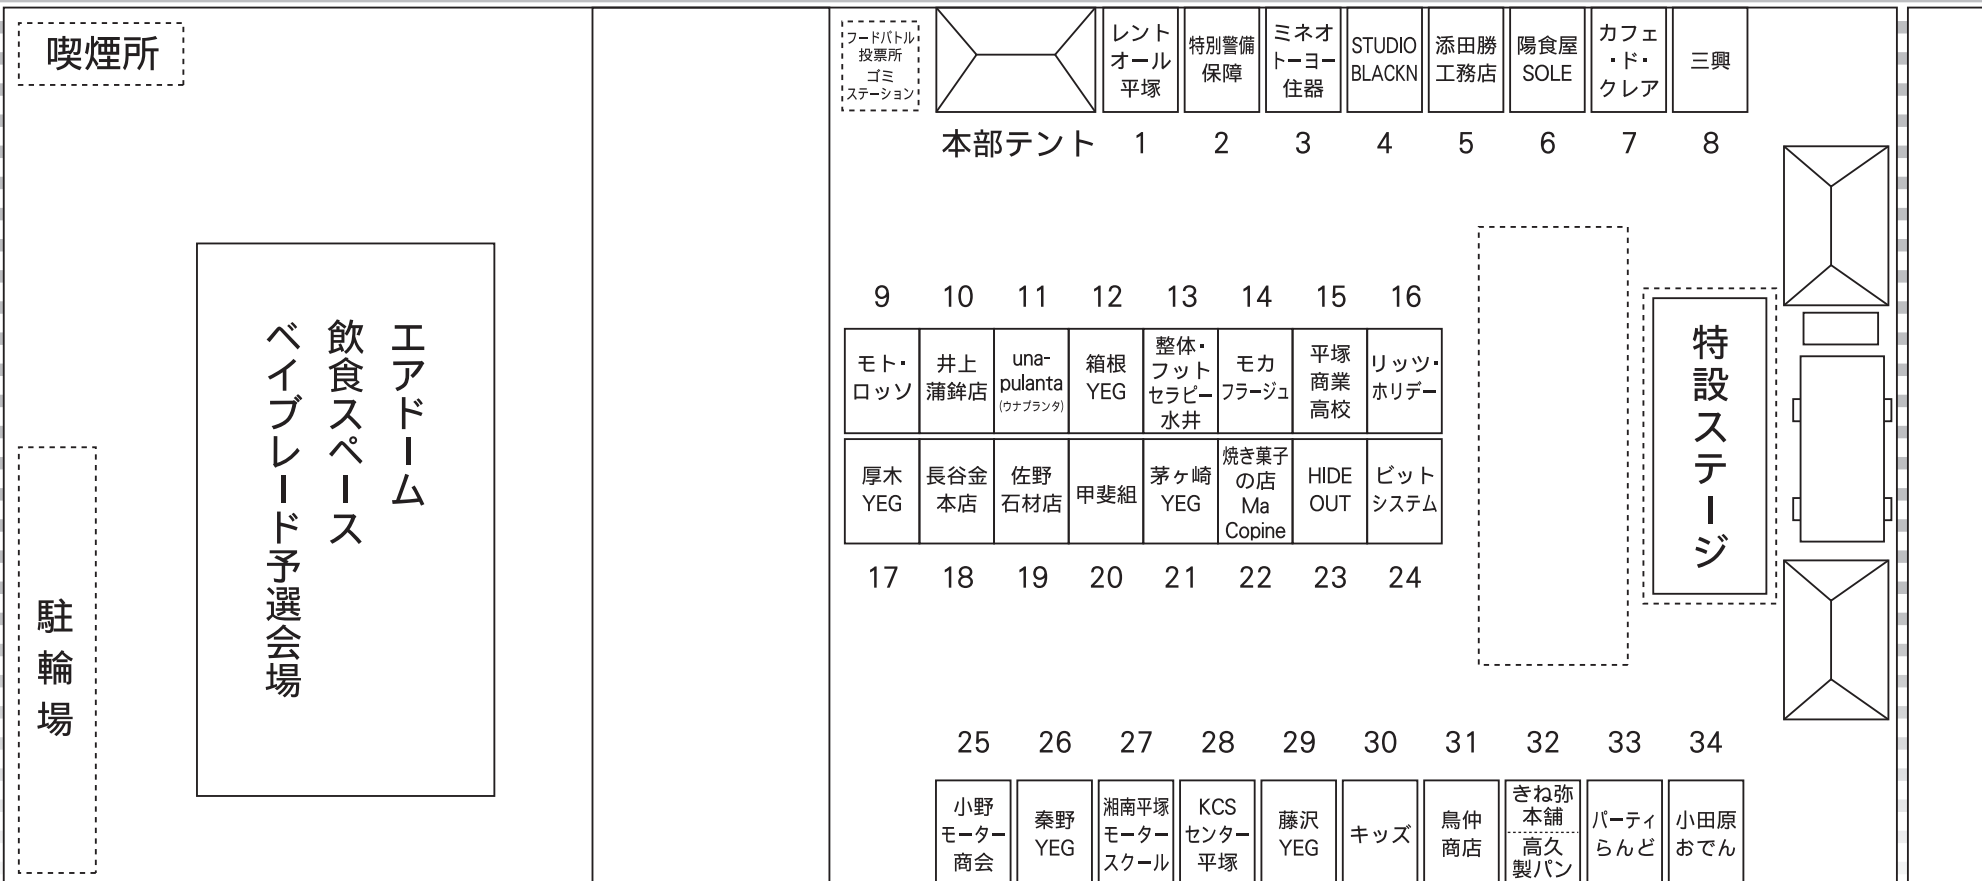 喫煙所
フードバトル
投票所
ゴミ
ステーション
本部テント
レント
オール
平塚
1
特別警備
保障
2
ミネオ
トーヨー
住器
3
STUDIO
BLACKN
4
添田勝
工務店
5
陽食屋
SOLE
6
カフェ
・ド・
クレア
7
三興
8
エアドーム
飲食スペース
ベイブレード予選会場
駐輪場
9
モト・
ロッソ
10
井上
蒲鉾店
11
una-
pulanta
(ウナプランタ)
12
箱根
YEG
13
整体・
フット
セラピー
水井
14
モカ
フラージュ
15
平塚
商業
高校
16
リッツ・
ホリデー
厚木
YEG
17
長谷金
本店
18
佐野
石材店
19
甲斐組
20
茅ヶ崎
YEG
21
焼き菓子
の店
Ma
Copine
22
HIDE
OUT
23
ビット
システム
24
特設ステージ
25
小野
モーター
商会
26
秦野
YEG
27
湘南平塚
モーター
スクール
28
KCS
センター
平塚
29
藤沢
YEG
30
キッズ
31
鳥仲
商店
32
きね弥
本舗
高久
製パン
33
パーティ
らんど
34
小田原
おでん